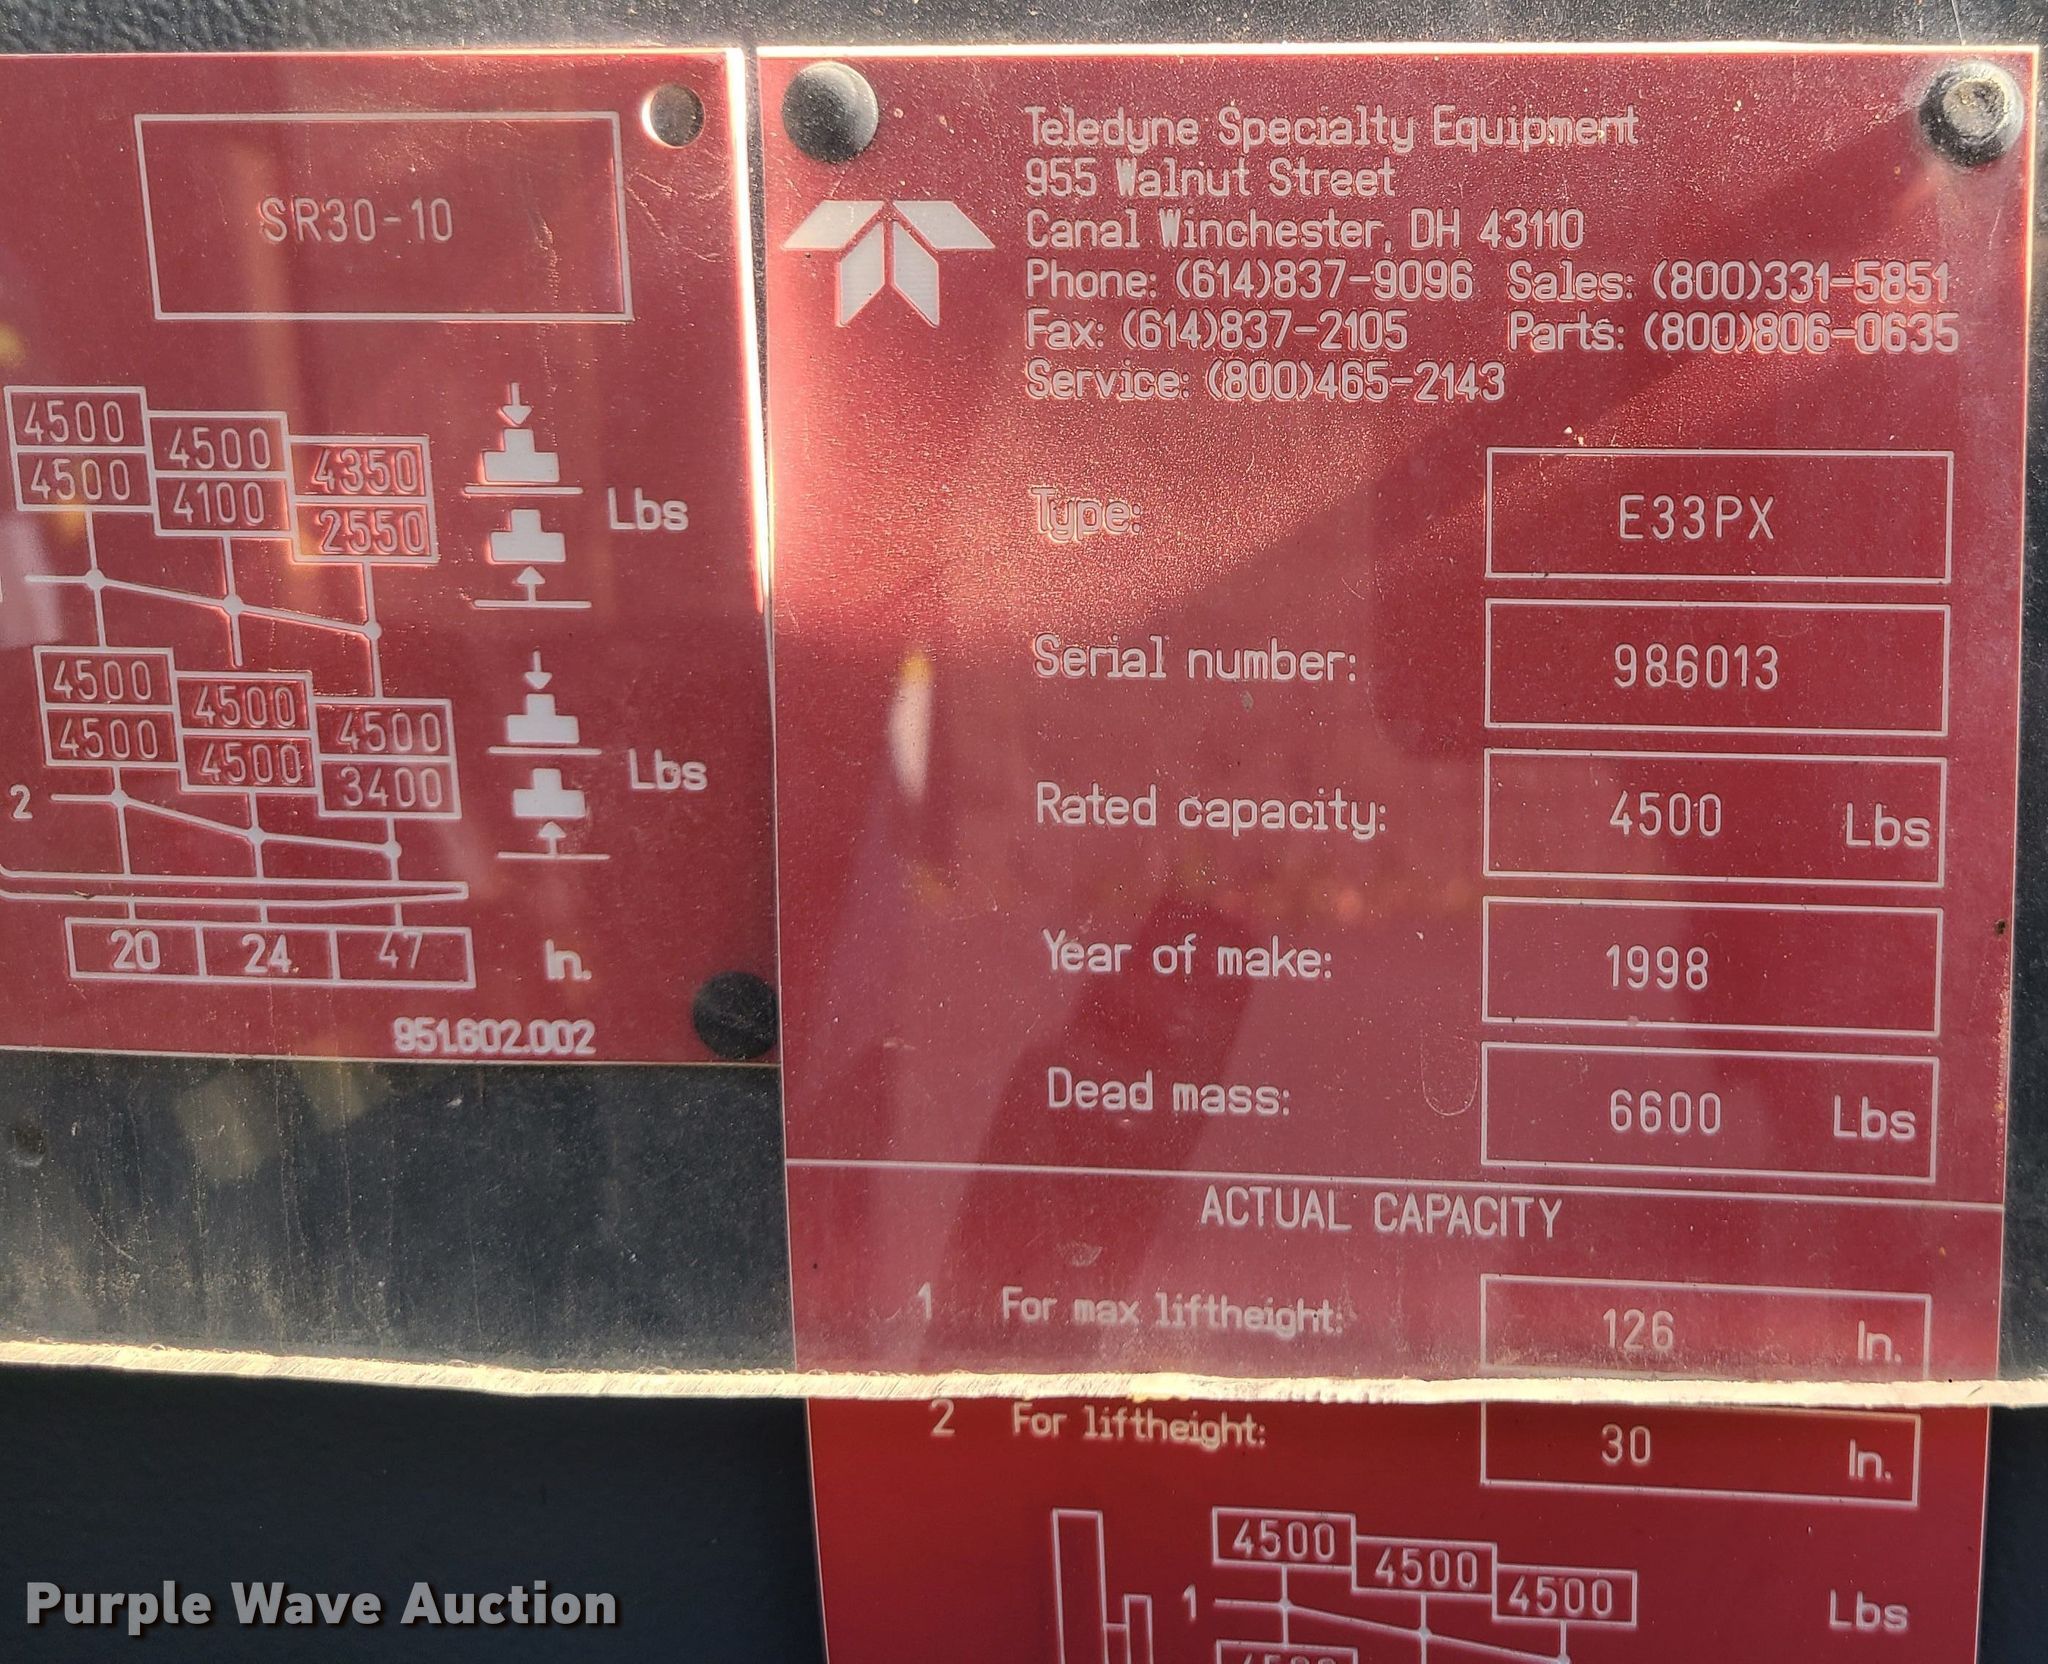 SR30-10
4500
4500
4500
4100
4350
2550
Lbs
4500
4500
4500
4500
4500
3400
Lbs
2
20 24 47 In.
951.602.002
Teledyne Specialty Equipment
955 Walnut Street
Canal Winchester, OH 43110
Phone: (614)837-9096 Sales: (800)331-5851
Fax: (614)837-2105 Parts: (800)806-0635
Service: (800)465-2143
Type: E33PX
Serial number: 986013
Rated capacity: 4500 Lbs
Year of make: 1998
Dead mass: 6600 Lbs
ACTUAL CAPACITY
1 For max liftheight: 126 In.
2 For liftheight: 30 In.
4500 4500 4500
1 Lbs
Purple Wave Auction